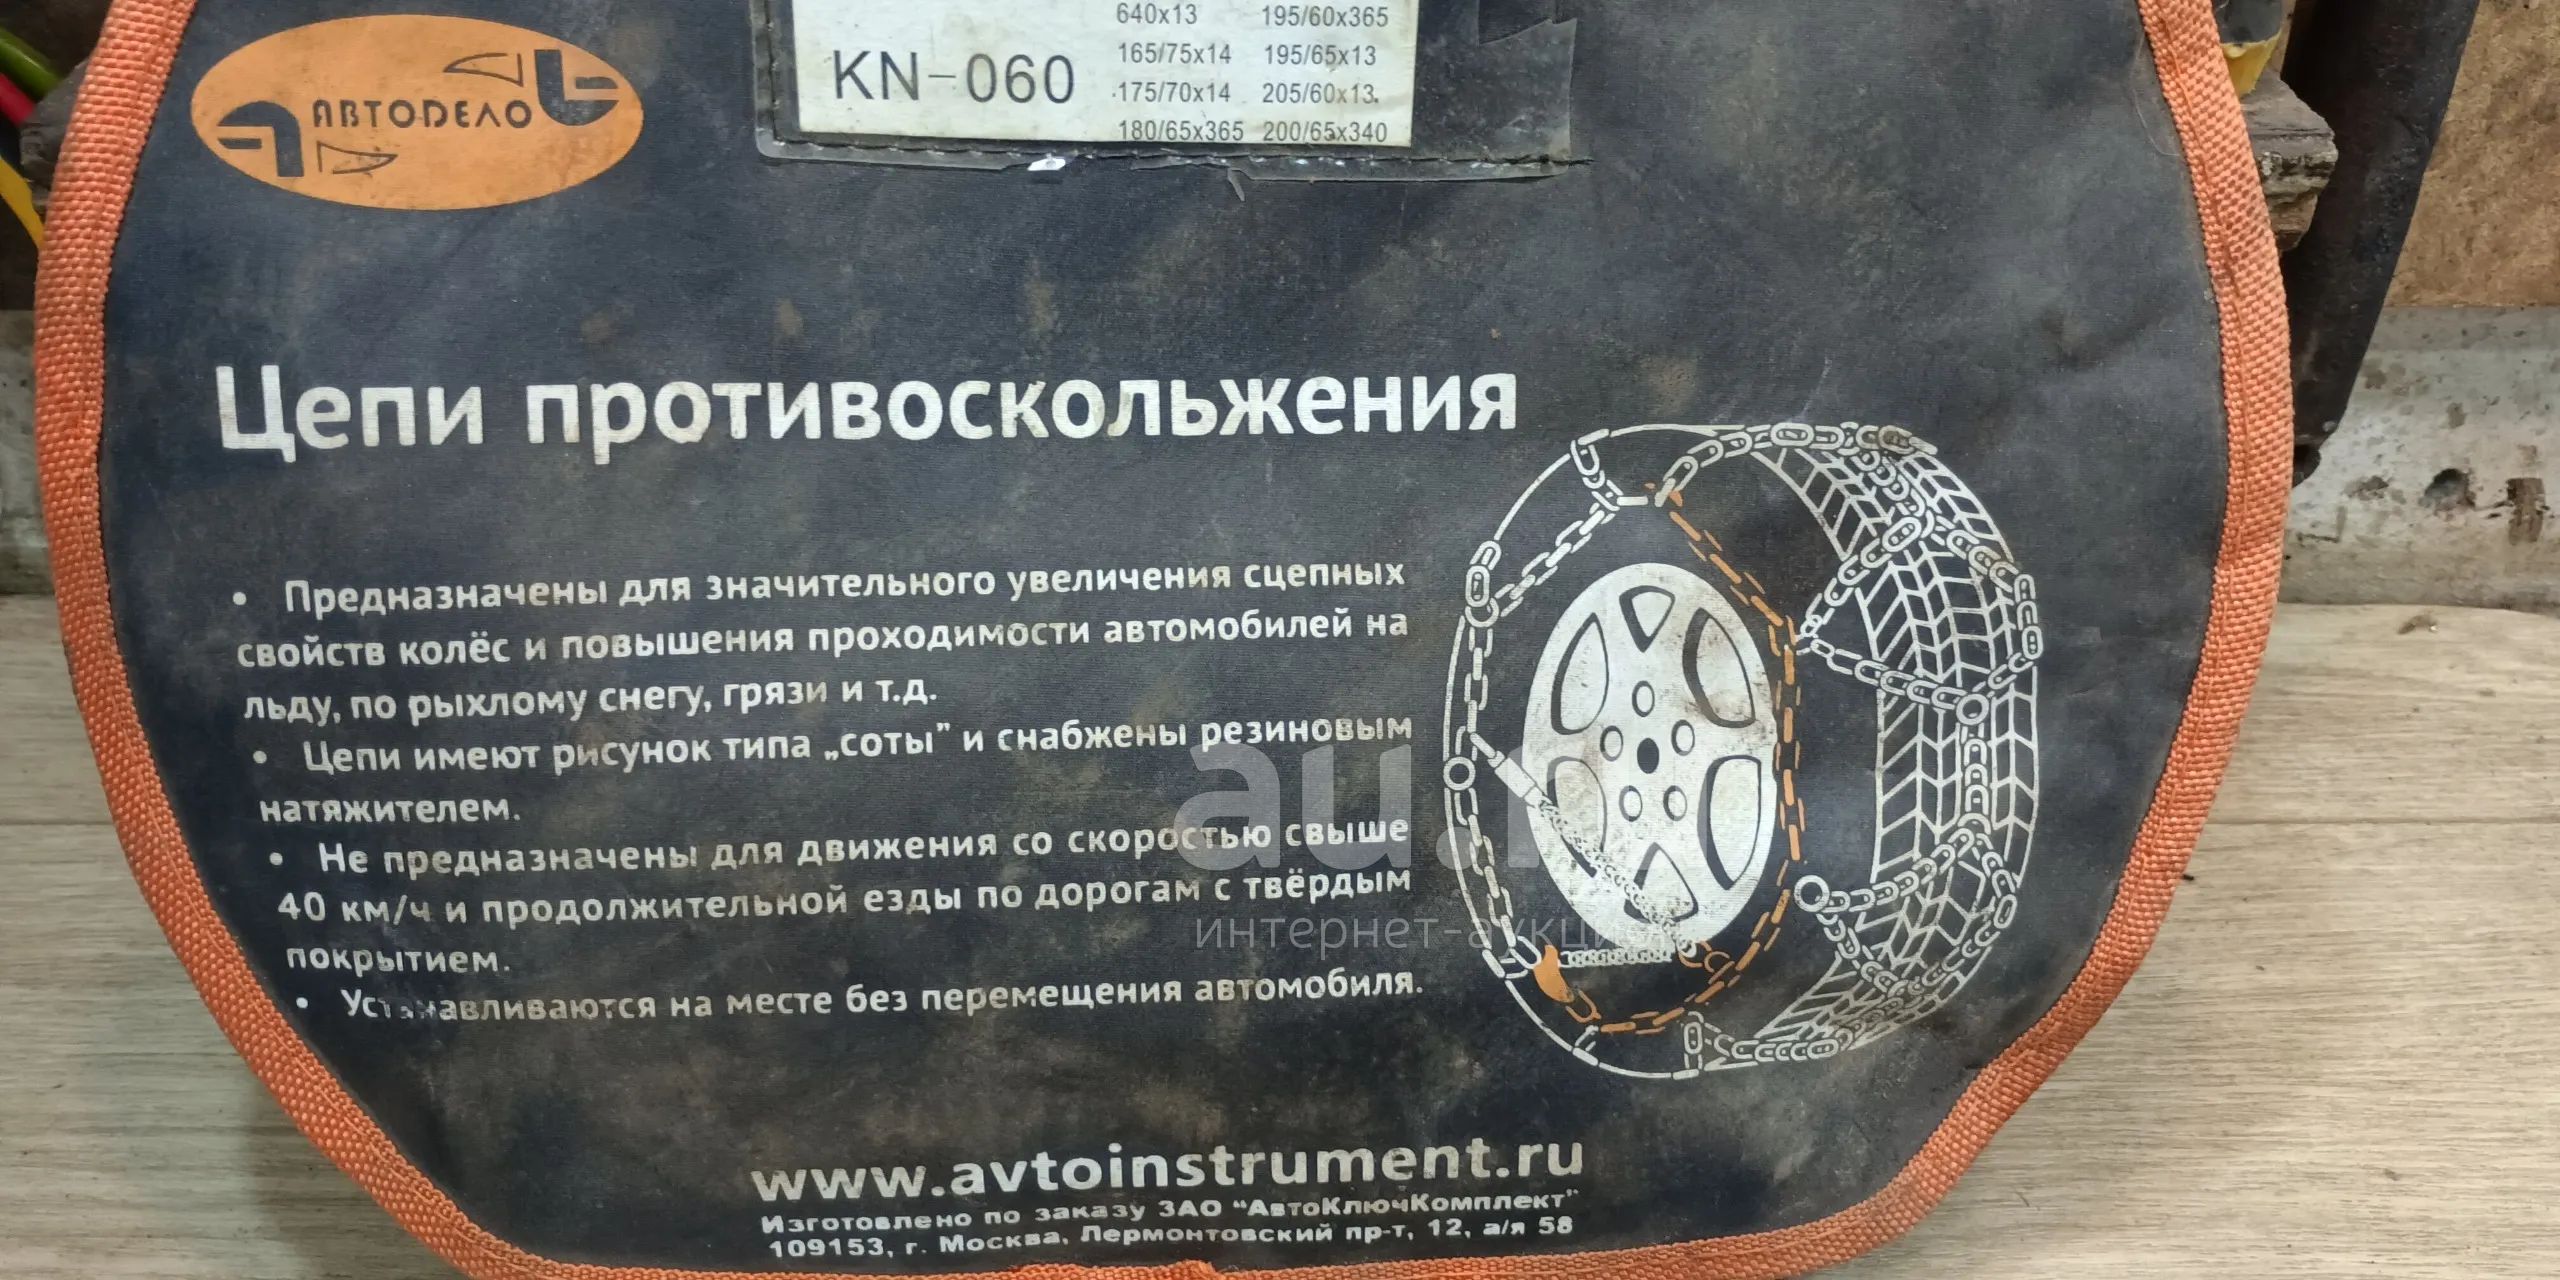 АВТОДЕЛО
KN-060
640x13 195/60x365
165/75x14 195/65x13
175/70x14 205/60x13
180/65x365 200/65x340
Цепи противоскольжения
• Предназначены для значительного увеличения сцепных
свойств колёс и повышения проходимости автомобилей на
льду, по рыхлому снегу, грязи и т.д.
• Цепи имеют рисунок типа „соты” и снабжены резиновым
натяжителем.
• Не предназначены для движения со скоростью свыше
40 км/ч и продолжительной езды по дорогам с твёрдым
покрытием.
• Устанавливаются на месте без перемещения автомобиля.
au.ru
интернет-аукцион
www.avtoinstrument.ru
Изготовлено по заказу ЗАО “АвтоКлючКомплект”
109153, г. Москва, Лермонтовский пр-т, 12, а/я 58